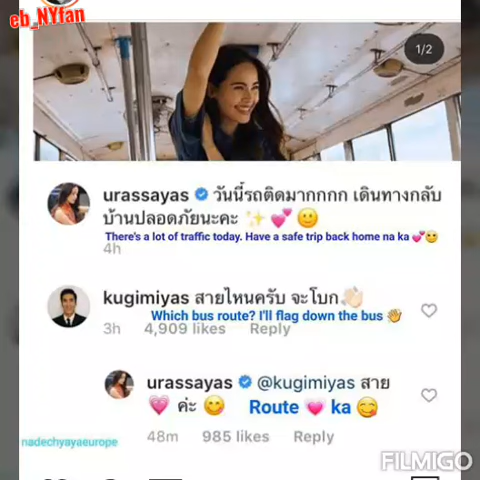 eb_NYfan
1/2
urassayas วันนี้รถติดมากกกก เดินทางกลับ
บ้านปลอดภัยนะคะ ✨ 💕 🙂
There's a lot of traffic today. Have a safe trip back home na ka 💕😊
4h
kugimiyas สายไหนครับ จะโบก👋🏻
Which bus route? I'll flag down the bus 👋
3h 4,909 likes Reply
urassayas @kugimiyas สาย
💗 ค่ะ 😋 Route 💗 ka 😋
48m 985 likes Reply
nadechyayaeurope
FILMIGO